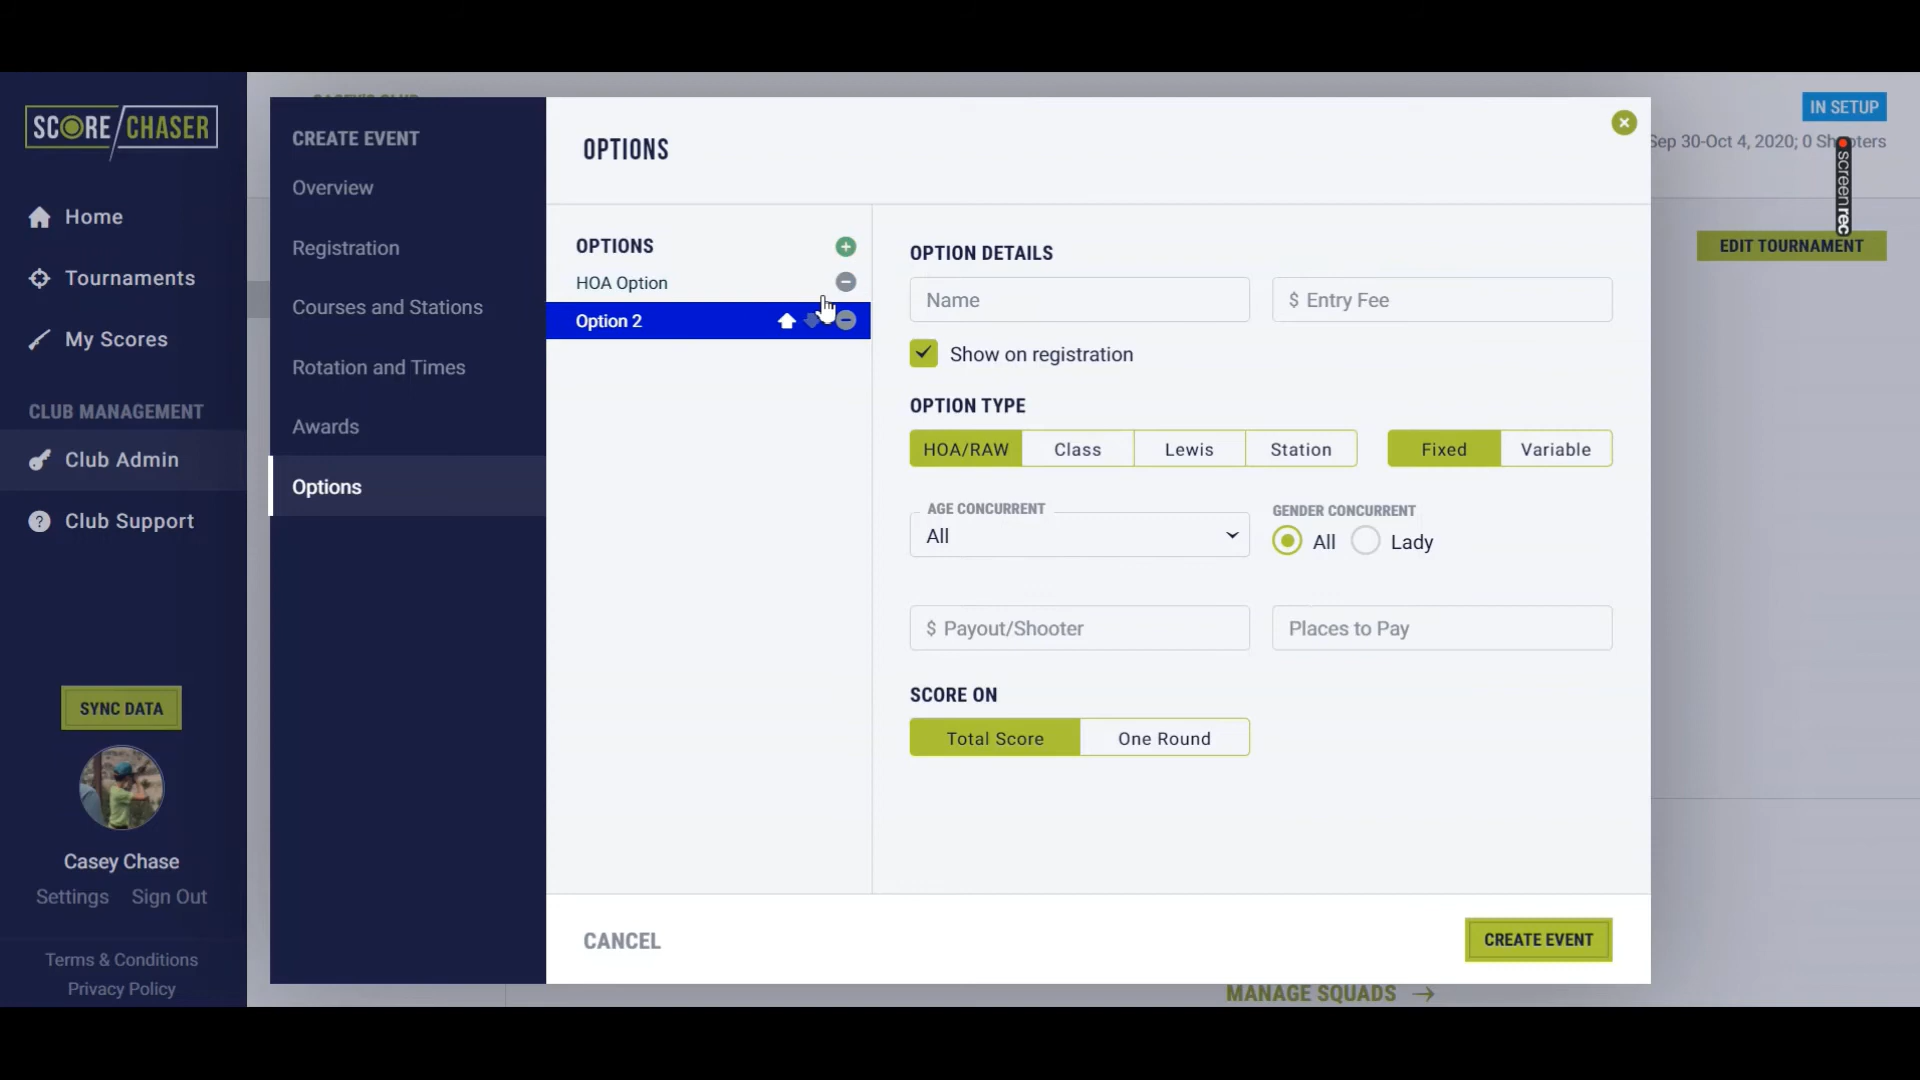 SCORE CHASER
Home
Tournaments
My Scores
CLUB MANAGEMENT
Club Admin
? Club Support
SYNC DATA
Casey Chase
Settings Sign Out
Terms & Conditions
Privacy Policy
CASEY'S CLUB
CREATE EVENT
Overview
Registration
Courses and Stations
Rotation and Times
Awards
Options
OPTIONS
OPTIONS
HOA Option
Option 2
OPTION DETAILS
Name
$ Entry Fee
Show on registration
OPTION TYPE
HOA/RAW Class Lewis Station Fixed Variable
AGE CONCURRENT
All
GENDER CONCURRENT
All Lady
$ Payout/Shooter
Places to Pay
SCORE ON
Total Score One Round
CANCEL
CREATE EVENT
IN SETUP
Sep 30-Oct 4, 2020; 0 Shooters
screenrec
EDIT TOURNAMENT
MANAGE SQUADS